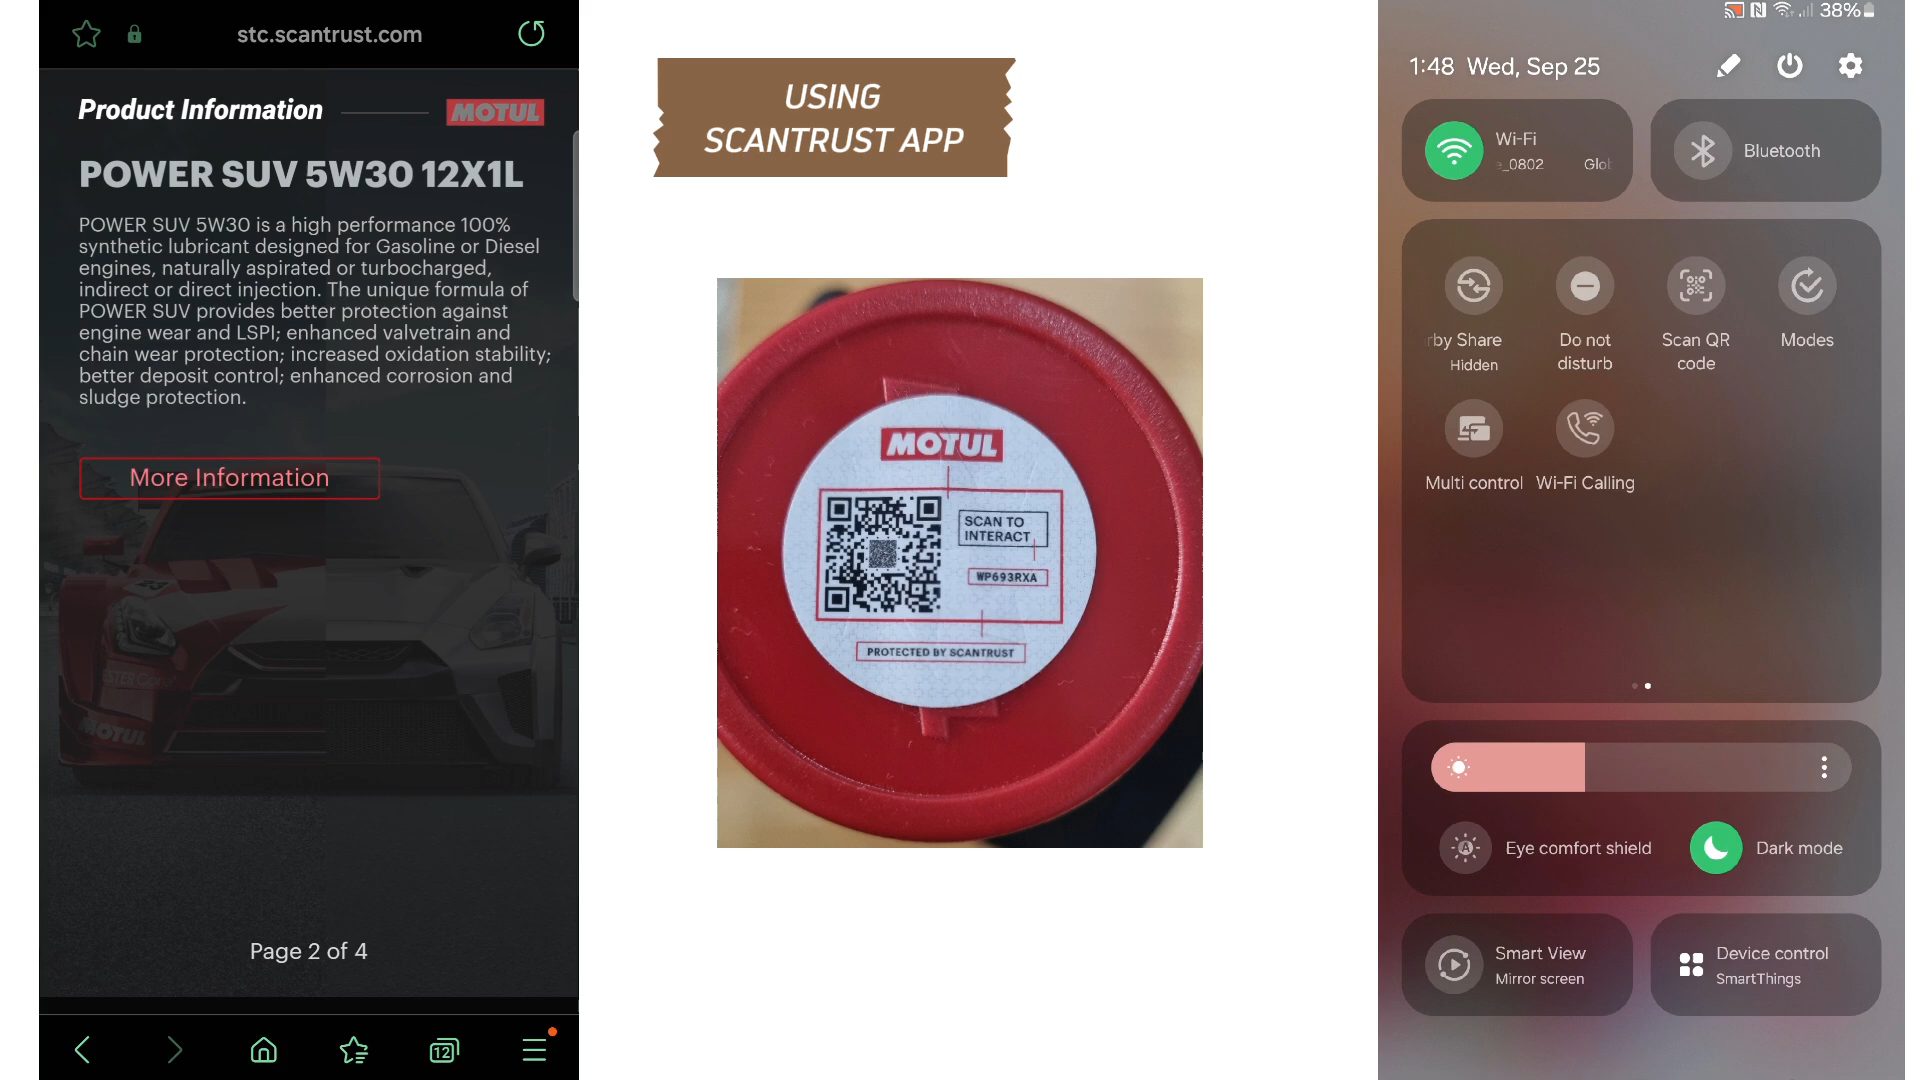 stc.scantrust.com
Product Information
MOTUL
POWER SUV 5W30 12X1L
POWER SUV 5W30 is a high performance 100%
synthetic lubricant designed for Gasoline or Diesel
engines, naturally aspirated or turbocharged,
indirect or direct injection. The unique formula of
POWER SUV provides better protection against
engine wear and LSPI; enhanced valvetrain and
chain wear protection; increased oxidation stability;
better deposit control; enhanced corrosion and
sludge protection.
More Information
MOTUL
Page 2 of 4
12
USING
SCANTRUST APP
MOTUL
SCAN TO
INTERACT
WP693RXA
PROTECTED BY SCANTRUST
38%
1:48 Wed, Sep 25
Wi-Fi
_0802
Bluetooth
rby Share
Hidden
Do not
disturb
Scan QR
code
Modes
Multi control
Wi-Fi Calling
A
Eye comfort shield
Dark mode
Smart View
Mirror screen
Device control
SmartThings